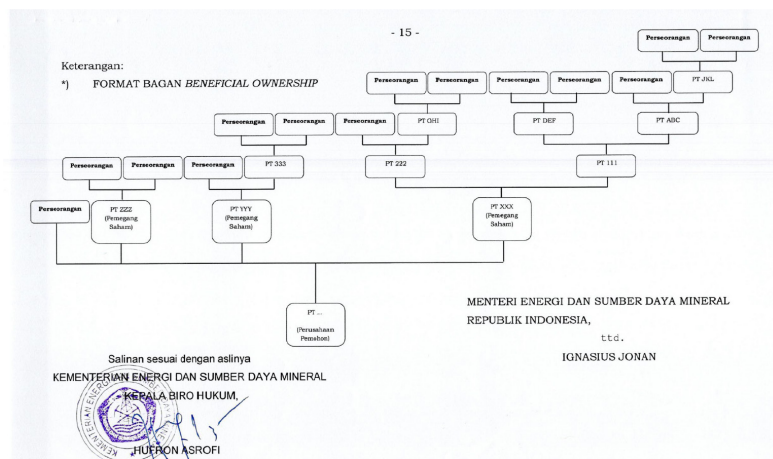 - 15 -
Keterangan:
*) FORMAT BAGAN BENEFICIAL OWNERSHIP
Perseorangan Perseorangan
Perseorangan Perseorangan Perseorangan Perseorangan Perseorangan PT JKL
Perseorangan Perseorangan Perseorangan PT OHI PT DEF PT ABC
Perseorangan Perseorangan Perseorangan PT 333 PT 222 PT 111
Perseorangan
PT ZZZ
(Pemegang
Saham)
PT YYY
(Pemegang
Saham)
PT XXX
(Pemegang
Saham)
PT ...
(Perusahaan
Pemohon)
MENTERI ENERGI DAN SUMBER DAYA MINERAL
REPUBLIK INDONESIA,
ttd.
IGNASIUS JONAN
Salinan sesuai dengan aslinya
KEMENTERIAN ENERGI DAN SUMBER DAYA MINERAL
KEPALA BIRO HUKUM,
HUFRON ASROFI